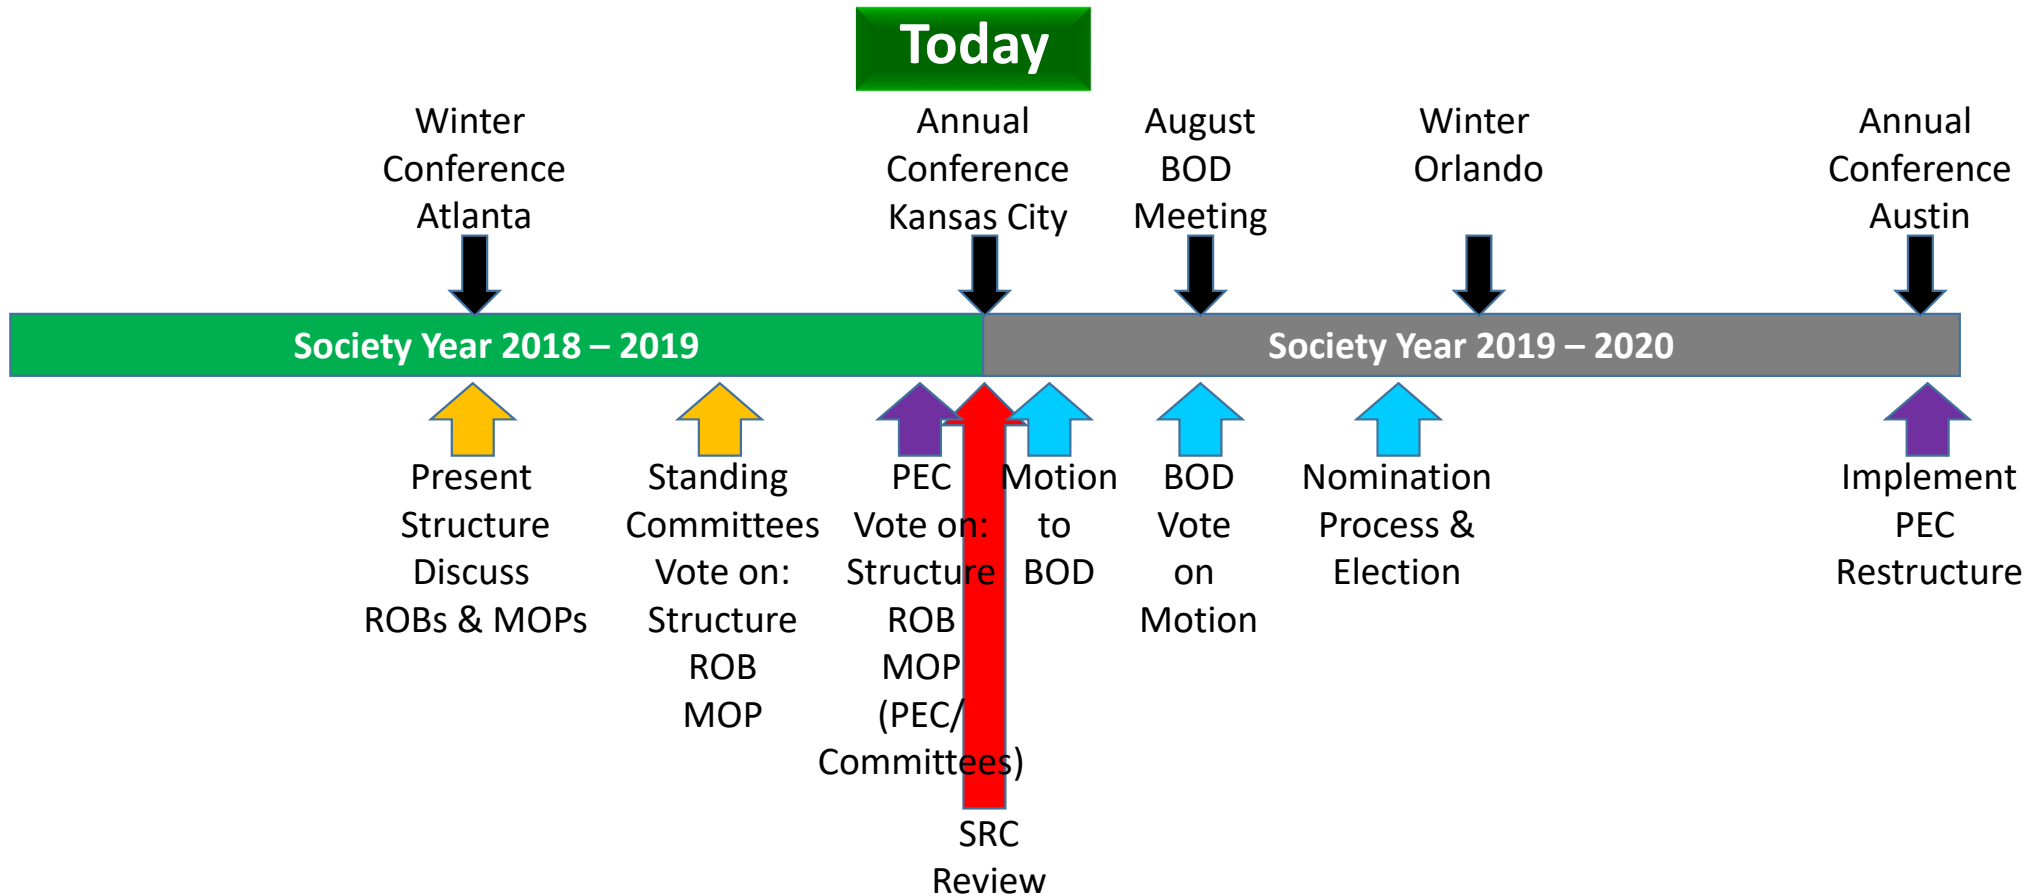 Today
Winter
Conference
Atlanta
Annual
Conference
Kansas City
August
BOD
Meeting
Winter
Orlando
Annual
Conference
Austin
Society Year 2018 – 2019
Society Year 2019 – 2020
Present
Structure
Discuss
ROBs & MOPs
Standing
Committees
Vote on:
Structure
ROB
MOP
PEC
Vote on:
Structure
ROB
MOP
(PEC/
Committees)
SRC
Review
Motion
to
BOD
BOD
Vote
on
Motion
Nomination
Process &
Election
Implement
PEC
Restructure